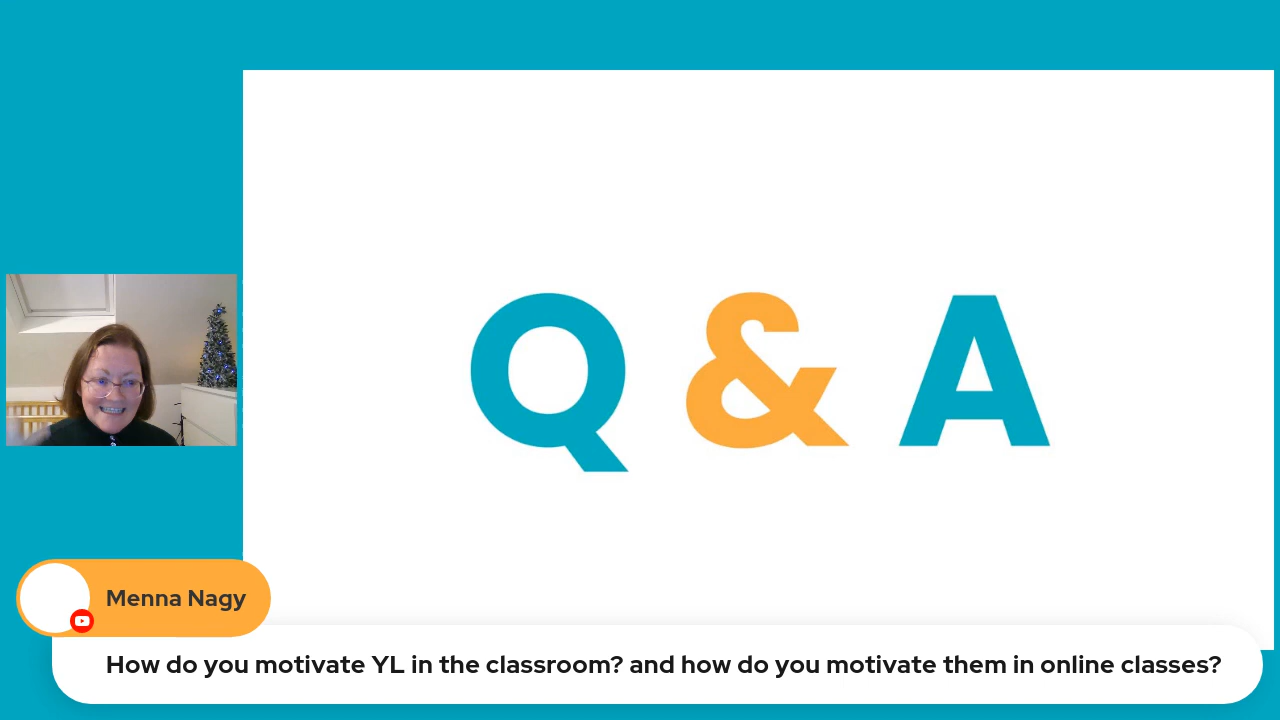 Q & A
Menna Nagy
How do you motivate YL in the classroom? and how do you motivate them in online classes?